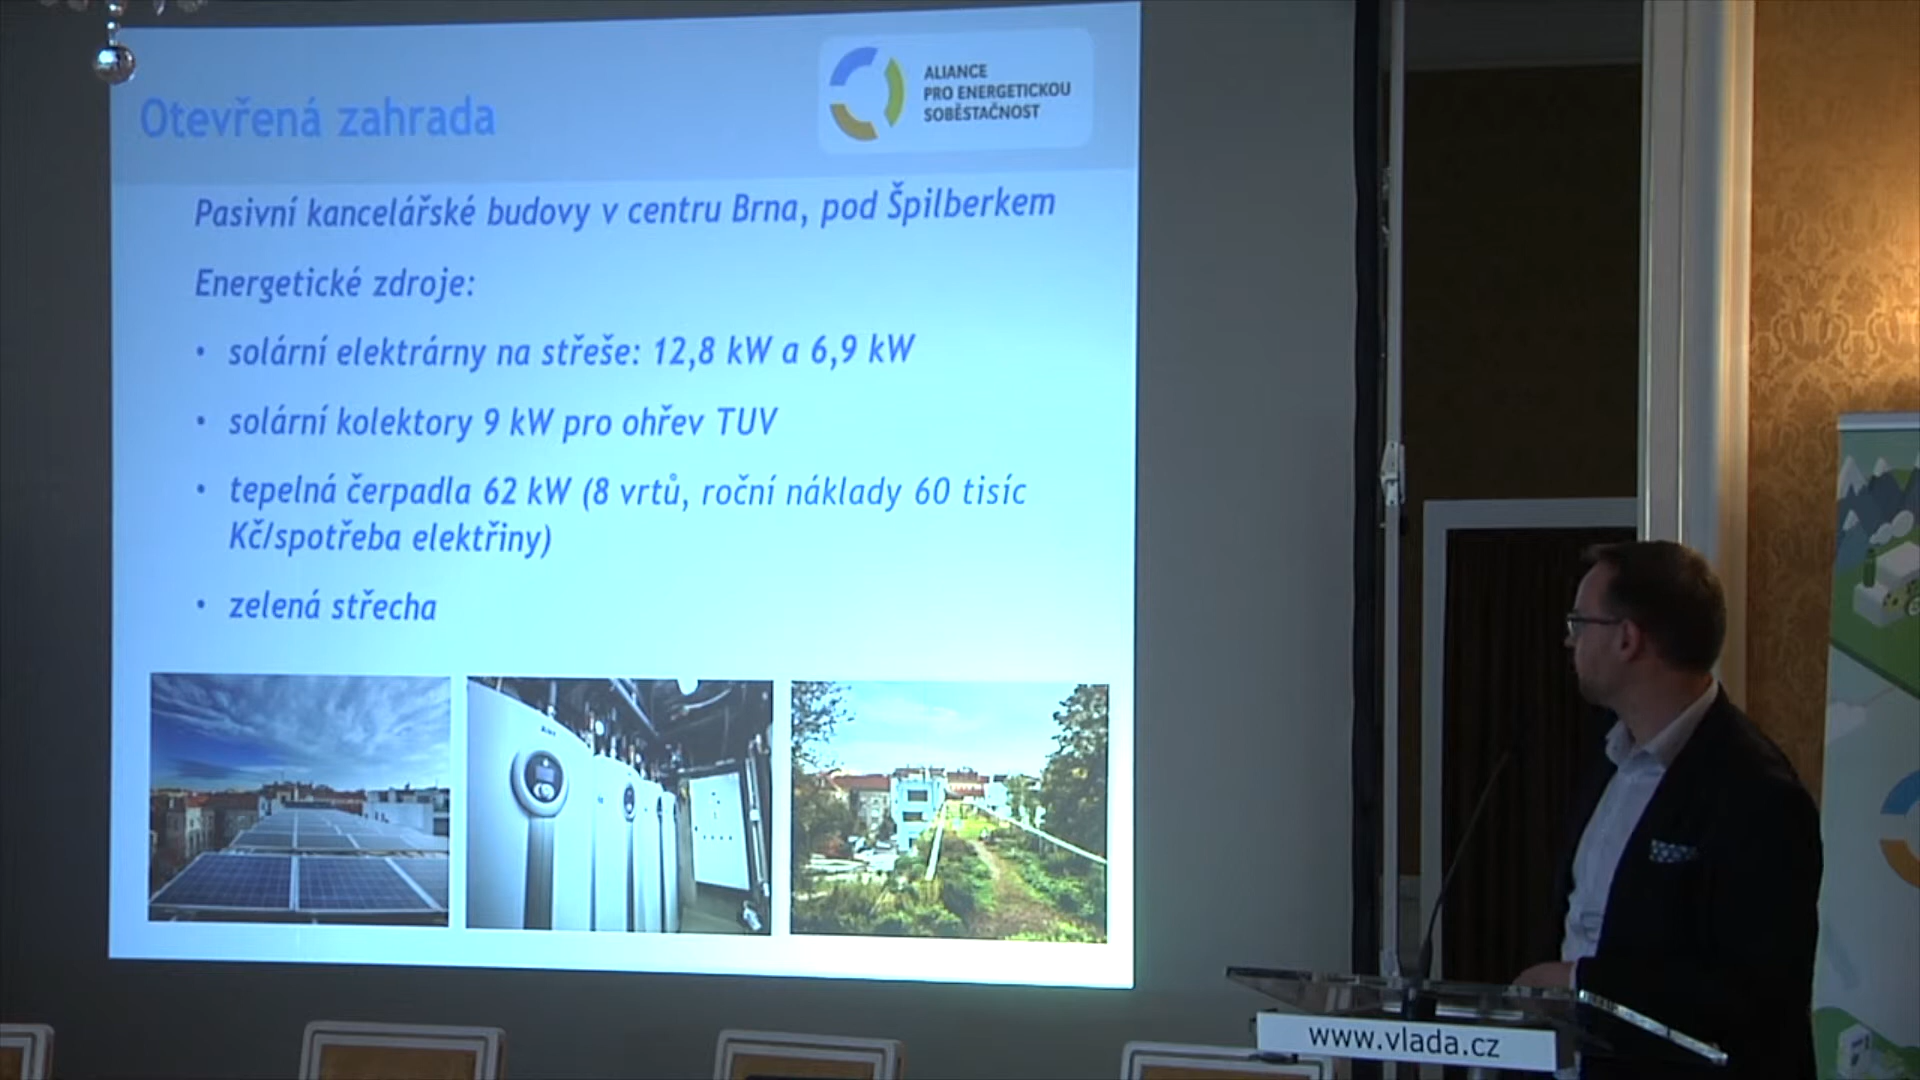 Otevřená zahrada
ALIANCE
PRO ENERGETICKOU
SOBĚSTAČNOST
Pasivní kancelářské budovy v centru Brna, pod Špilberkem
Energetické zdroje:
• solární elektrárny na střeše: 12,8 kW a 6,9 kW
• solární kolektory 9 kW pro ohřev TUV
• tepelná čerpadla 62 kW (8 vrtů, roční náklady 60 tisíc
Kč/spotřeba elektřiny)
• zelená střecha
www.vlada.cz